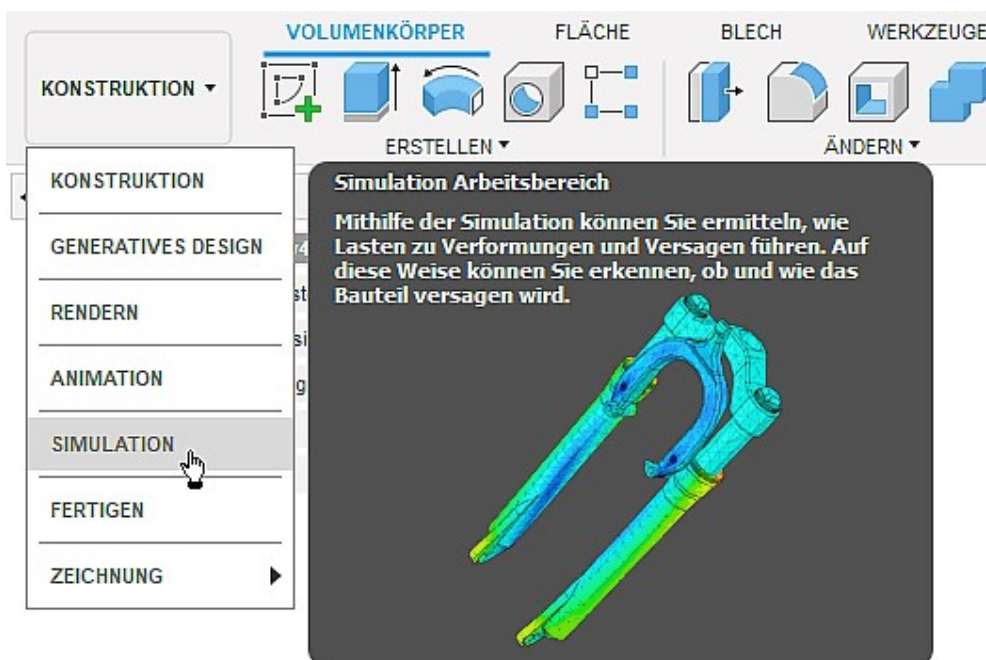 VOLUMENKÖRPER FLÄCHE BLECH WERKZEUGE
KONSTRUKTION
ERSTELLEN ÄNDERN
KONSTRUKTION
GENERATIVES DESIGN
RENDERN
ANIMATION
SIMULATION
FERTIGEN
ZEICHNUNG
Simulation Arbeitsbereich
Mithilfe der Simulation können Sie ermitteln, wie
Lasten zu Verformungen und Versagen führen. Auf
diese Weise können Sie erkennen, ob und wie das
Bauteil versagen wird.